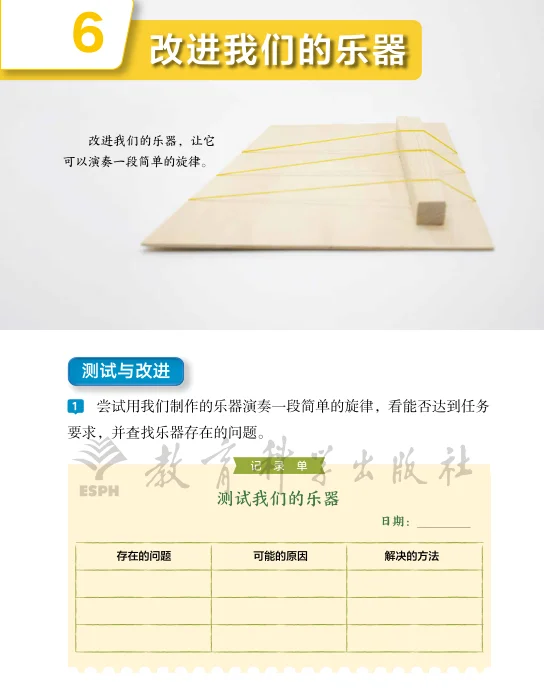 6
改进我们的乐器
改进我们的乐器，让它
可以演奏一段简单的旋律。
测试与改进
1 尝试用我们制作的乐器演奏一段简单的旋律，看能否达到任务
要求，并查找乐器存在的问题。
ESPH 教育科学出版社
记录单
测试我们的乐器
日期：________
存在的问题 可能的原因 解决的方法